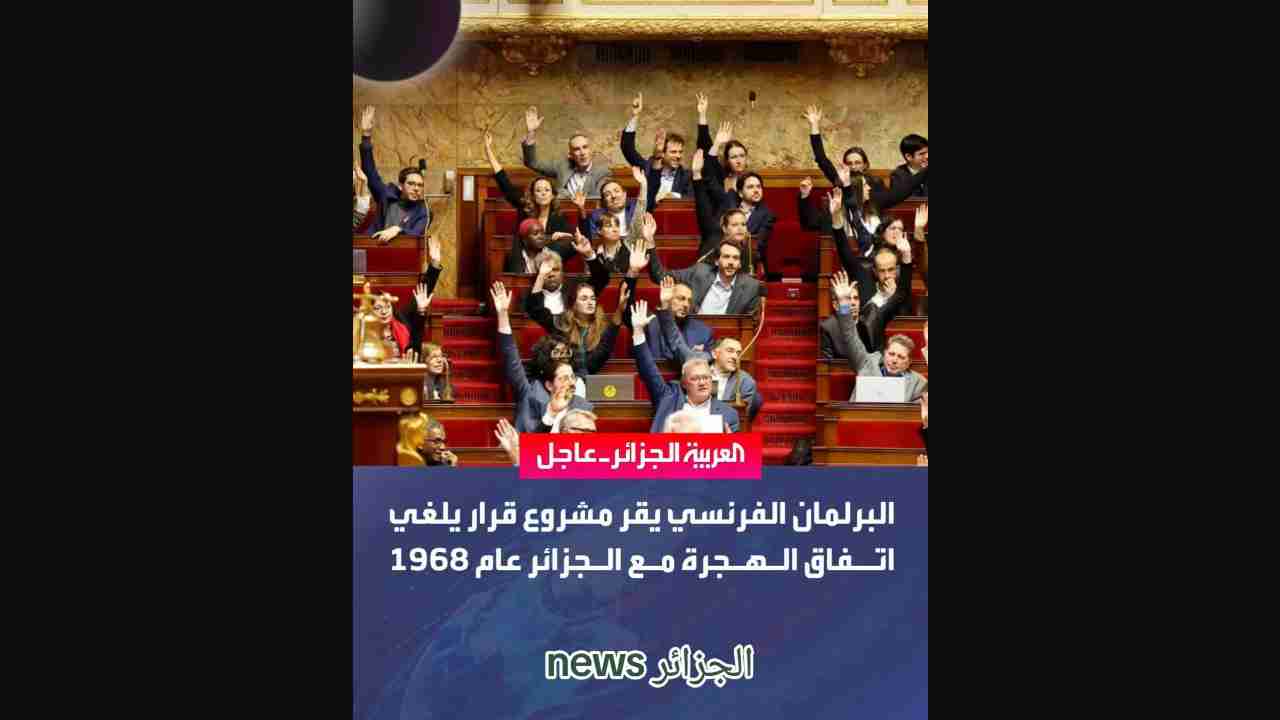 العربية الجزائر-عاجل
البرلمان الفرنسي يقر مشروع قرار يلغي
اتفاق الهجرة مع الجزائر عام 1968
الجزائر news